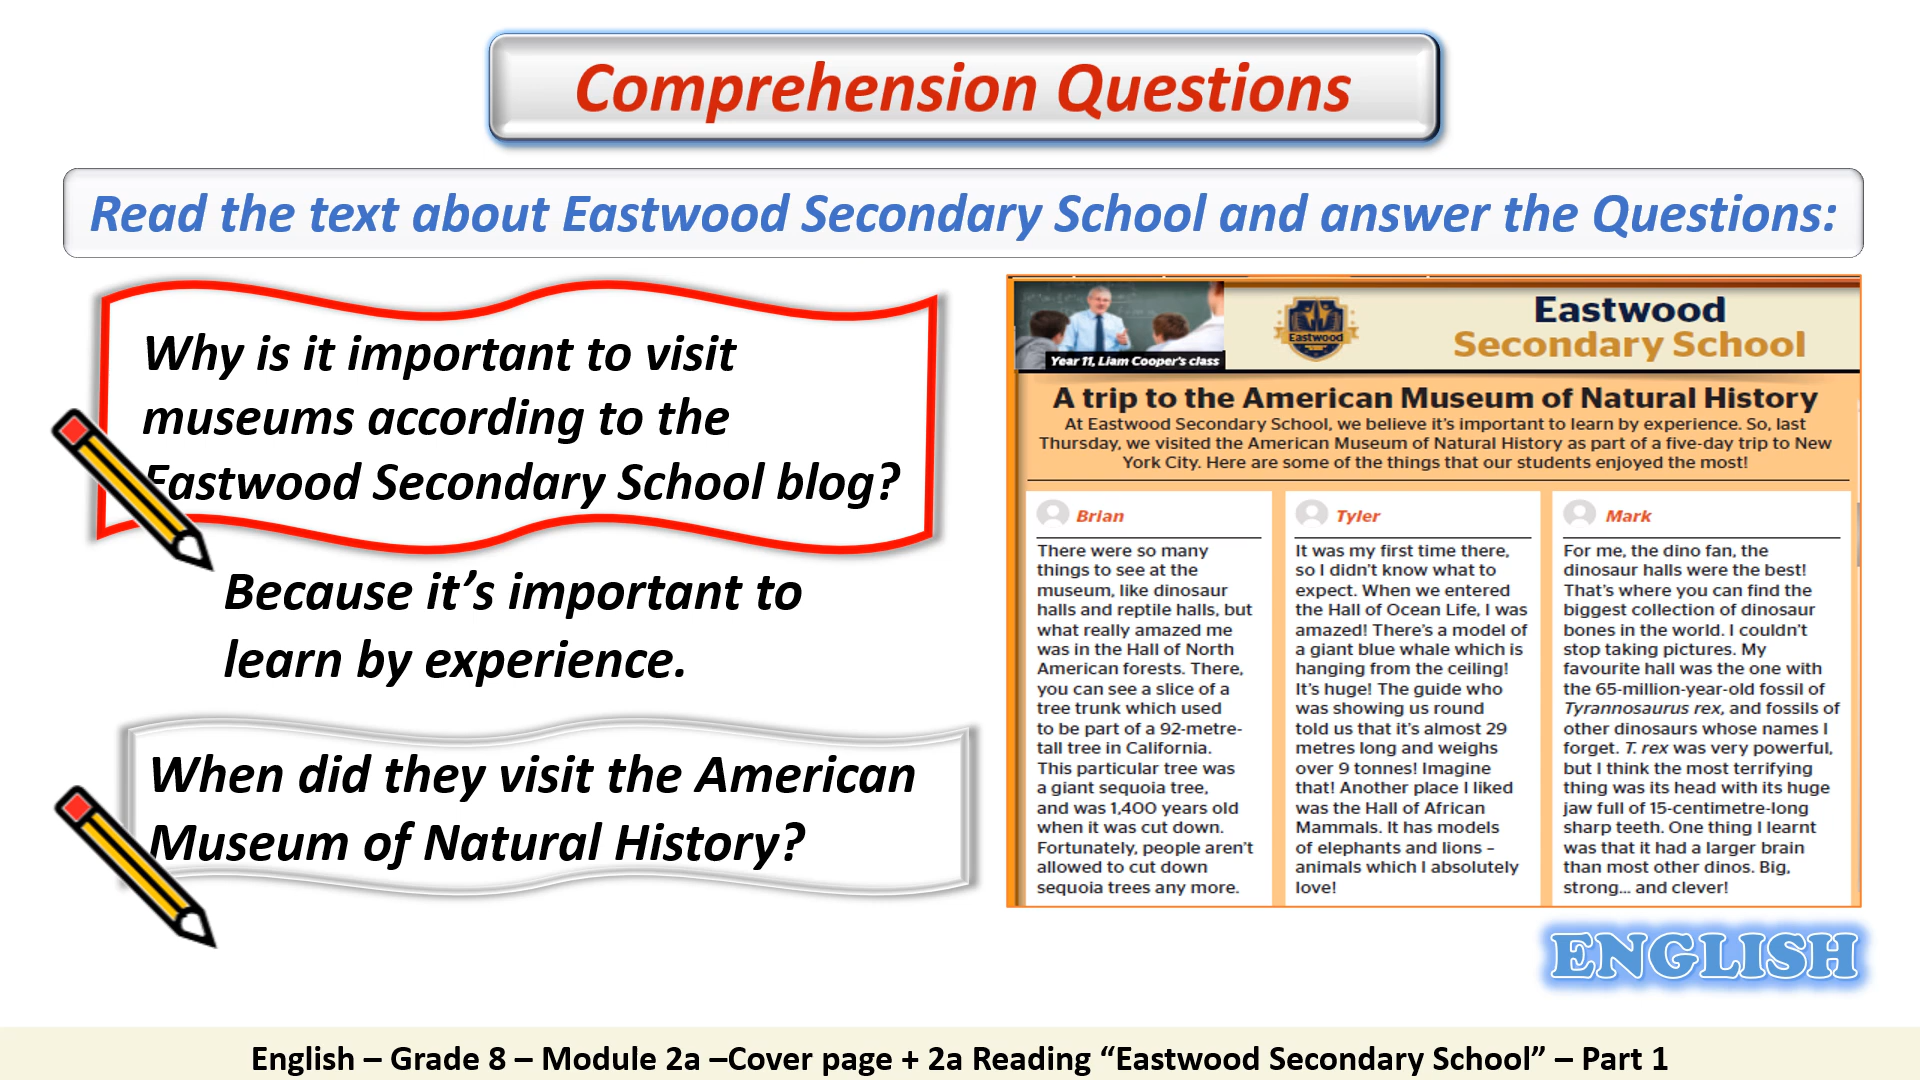 Comprehension Questions
Read the text about Eastwood Secondary School and answer the Questions:
Why is it important to visit
museums according to the
Eastwood Secondary School blog?
Because it's important to
learn by experience.
When did they visit the American
Museum of Natural History?
Year 11, Liam Cooper's class
Eastwood
Eastwood
Secondary School
A trip to the American Museum of Natural History
At Eastwood Secondary School, we believe it's important to learn by experience. So, last
Thursday, we visited the American Museum of Natural History as part of a five-day trip to New
York City. Here are some of the things that our students enjoyed the most!
Brian
There were so many
things to see at the
museum, like dinosaur
halls and reptile halls, but
what really amazed me
was in the Hall of North
American forests. There,
you can see a slice of a
tree trunk which used
to be part of a 92-metre-
tall tree in California.
This particular tree was
a giant sequoia tree,
and was 1,400 years old
when it was cut down.
Fortunately, people aren't
allowed to cut down
sequoia trees any more.
Tyler
It was my first time there,
so I didn't know what to
expect. When we entered
the Hall of Ocean Life, I was
amazed! There's a model of
a giant blue whale which is
hanging from the ceiling!
It's huge! The guide who
was showing us round
told us that it's almost 29
metres long and weighs
over 9 tonnes! Imagine
that! Another place I liked
was the Hall of African
Mammals. It has models
of elephants and lions –
animals which I absolutely
love!
Mark
For me, the dino fan, the
dinosaur halls were the best!
That's where you can find the
biggest collection of dinosaur
bones in the world. I couldn't
stop taking pictures. My
favourite hall was the one with
the 65-million-year-old fossil of
Tyrannosaurus rex, and fossils of
other dinosaurs whose names I
forget. T. rex was very powerful,
but I think the most terrifying
thing was its head with its huge
jaw full of 15-centimetre-long
sharp teeth. One thing I learnt
was that it had a larger brain
than most other dinos. Big,
strong... and clever!
ENGLISH
English – Grade 8 – Module 2a –Cover page + 2a Reading “Eastwood Secondary School” – Part 1